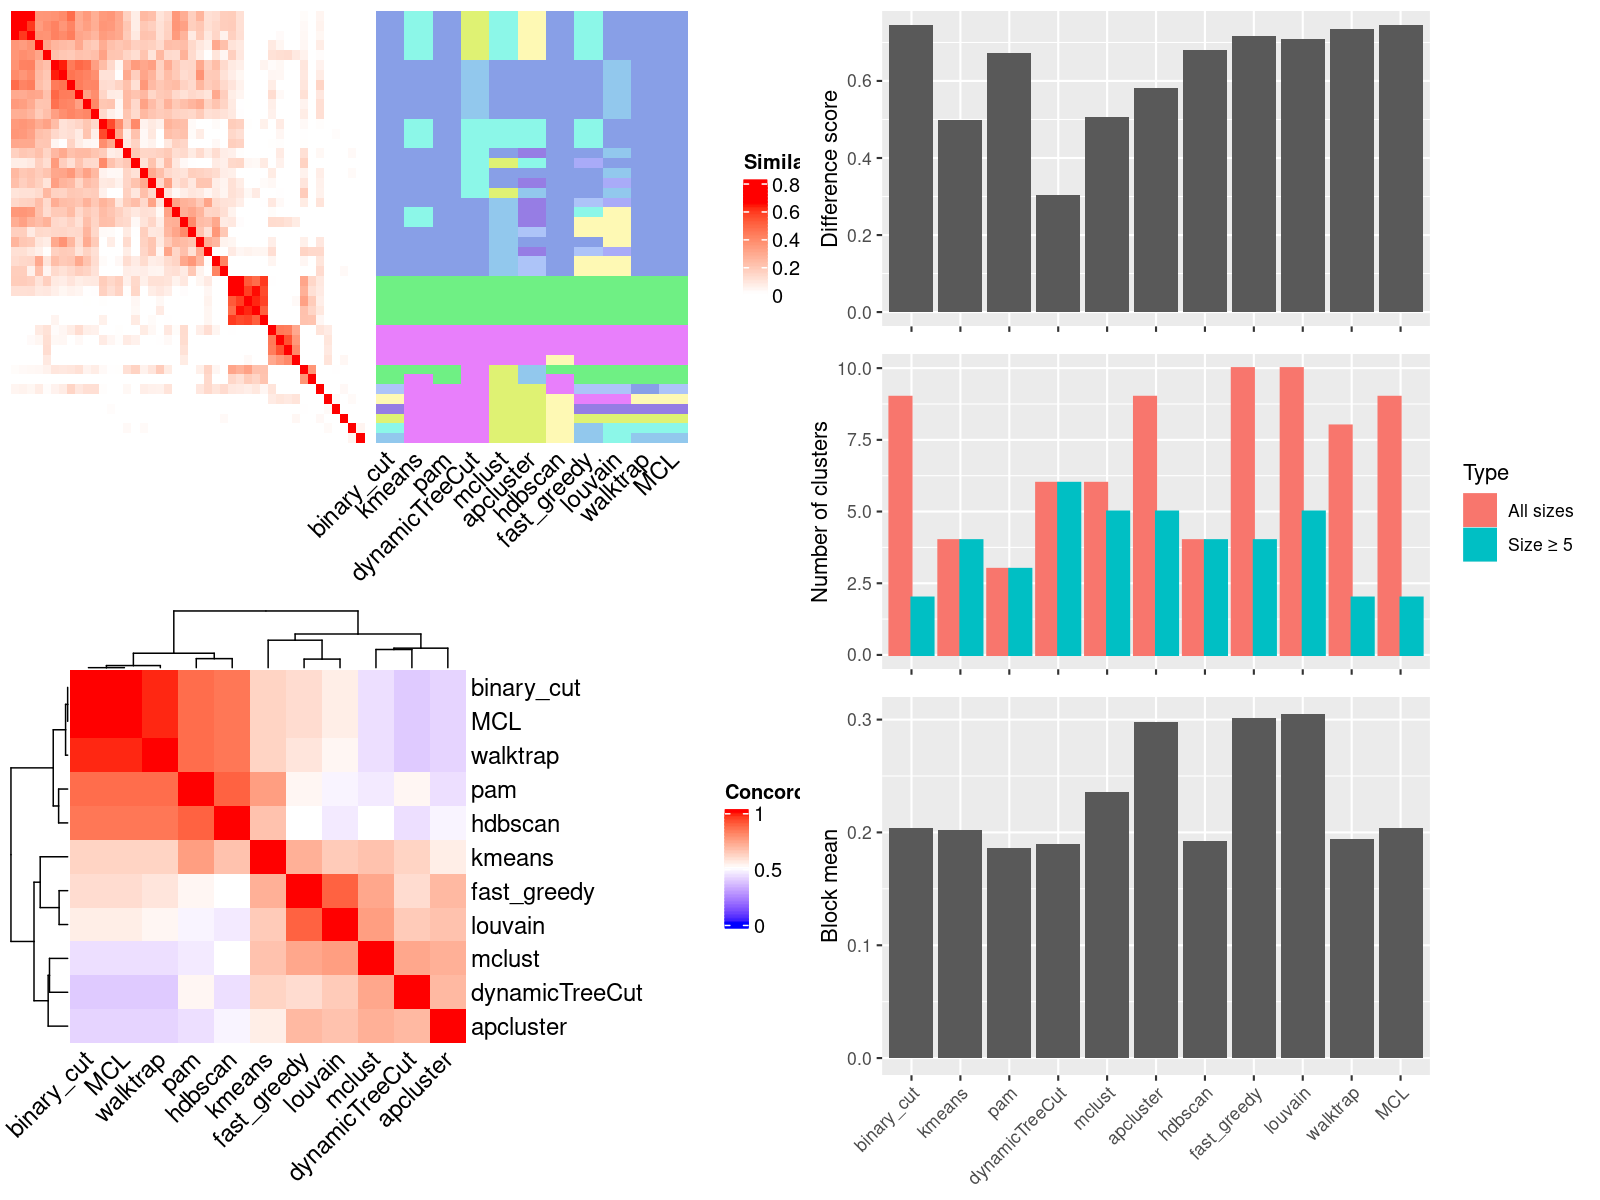 Simila
0.8
0.6
0.4
0.2
0
binary_cut
kmeans
pam
dynamicTreeCut
mclust
apcluster
hdbscan
fast_greedy
louvain
walktrap
MCL
binary_cut
MCL
walktrap
pam
hdbscan
kmeans
fast_greedy
louvain
mclust
dynamicTreeCut
apcluster
binary_cut
MCL
walktrap
pam
hdbscan
kmeans
fast_greedy
louvain
mclust
dynamicTreeCut
apcluster
Concord
1
0.5
0
Difference score
0.6
0.4
0.2
0.0
Number of clusters
10.0
7.5
5.0
2.5
0.0
Type
All sizes
Size ≥ 5
Block mean
0.3
0.2
0.1
0.0
binary_cut
kmeans
pam
dynamicTreeCut
mclust
apcluster
hdbscan
fast_greedy
louvain
walktrap
MCL